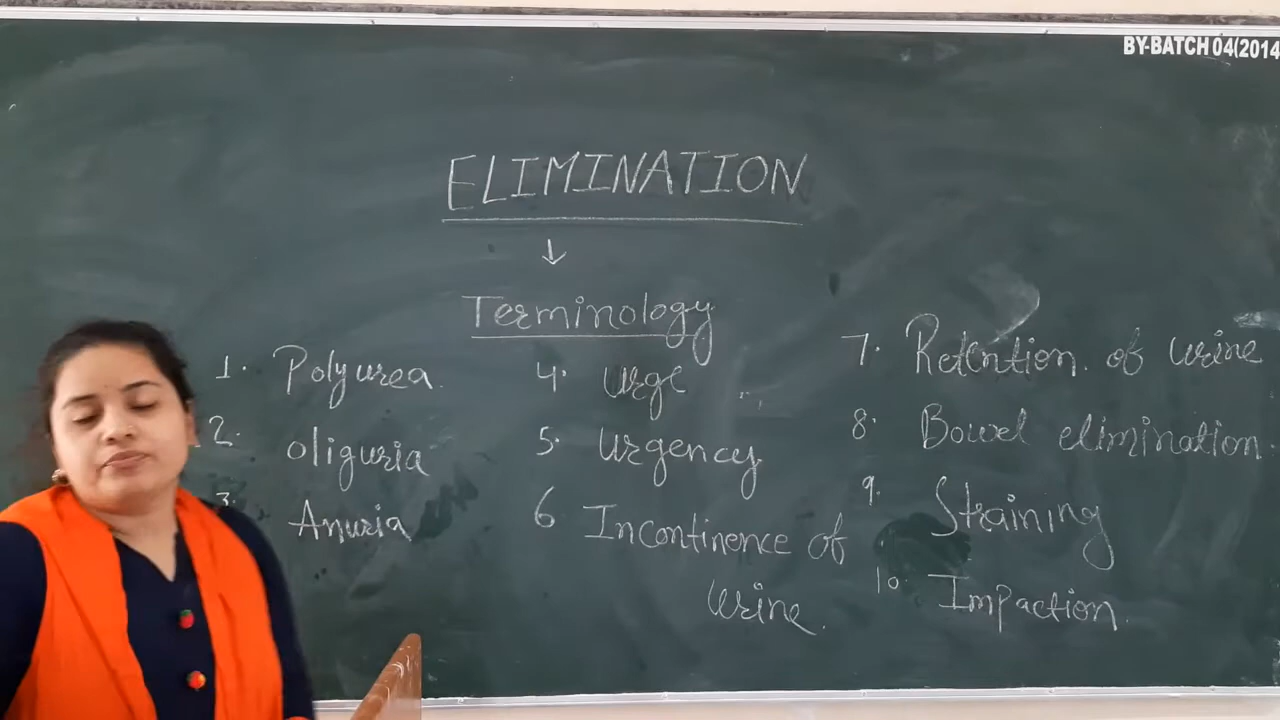 BY-BATCH 04(2014
ELIMINATION
↓
Terminology
1. Polyurea.
2. oliguria
3. Anuria
4. Urge
5. Urgency
6 Incontinence of
urine.
7. Retention. of urine
8. Bowel elimination.
9. Straining
10. Impaction.